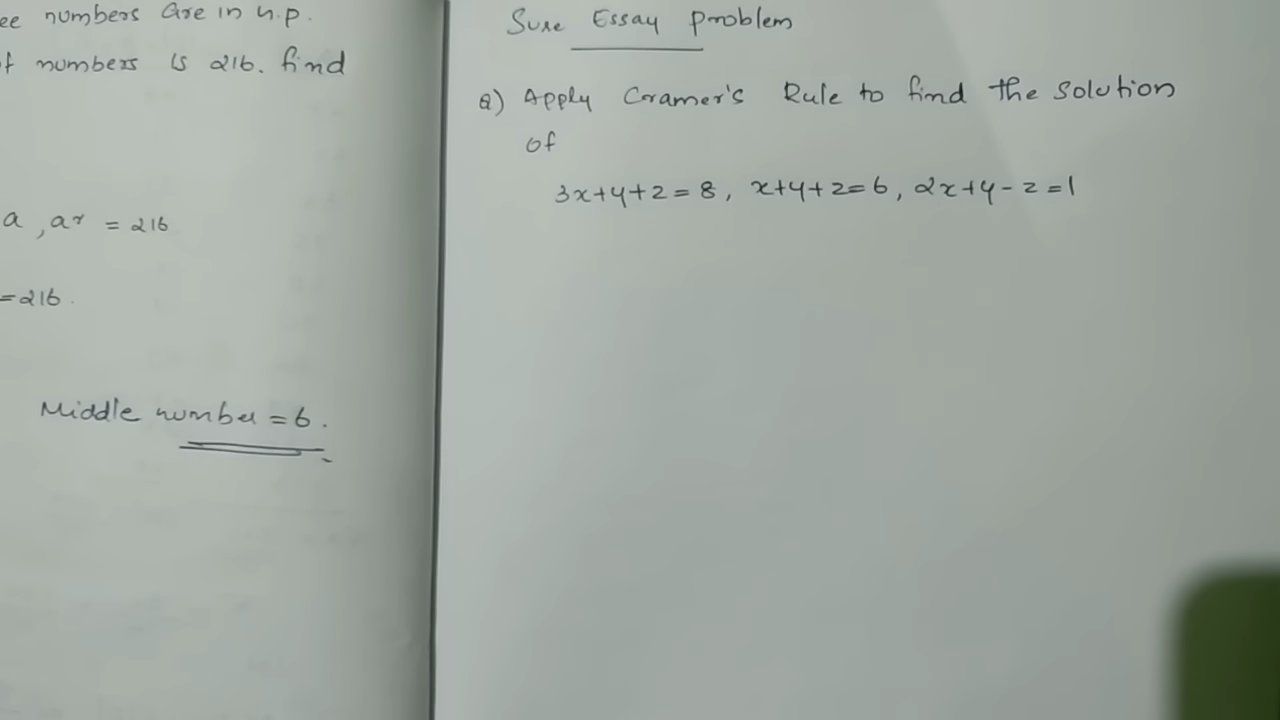 numbers are in G.P.
numbers is 216. find
a, ar = 216
= 216.
Middle number = 6.
Sure Essay problem
Q) Apply Cramer's Rule to find the solution
of
3x+y+z=8, x+y+z=6, 2x+y-z=1